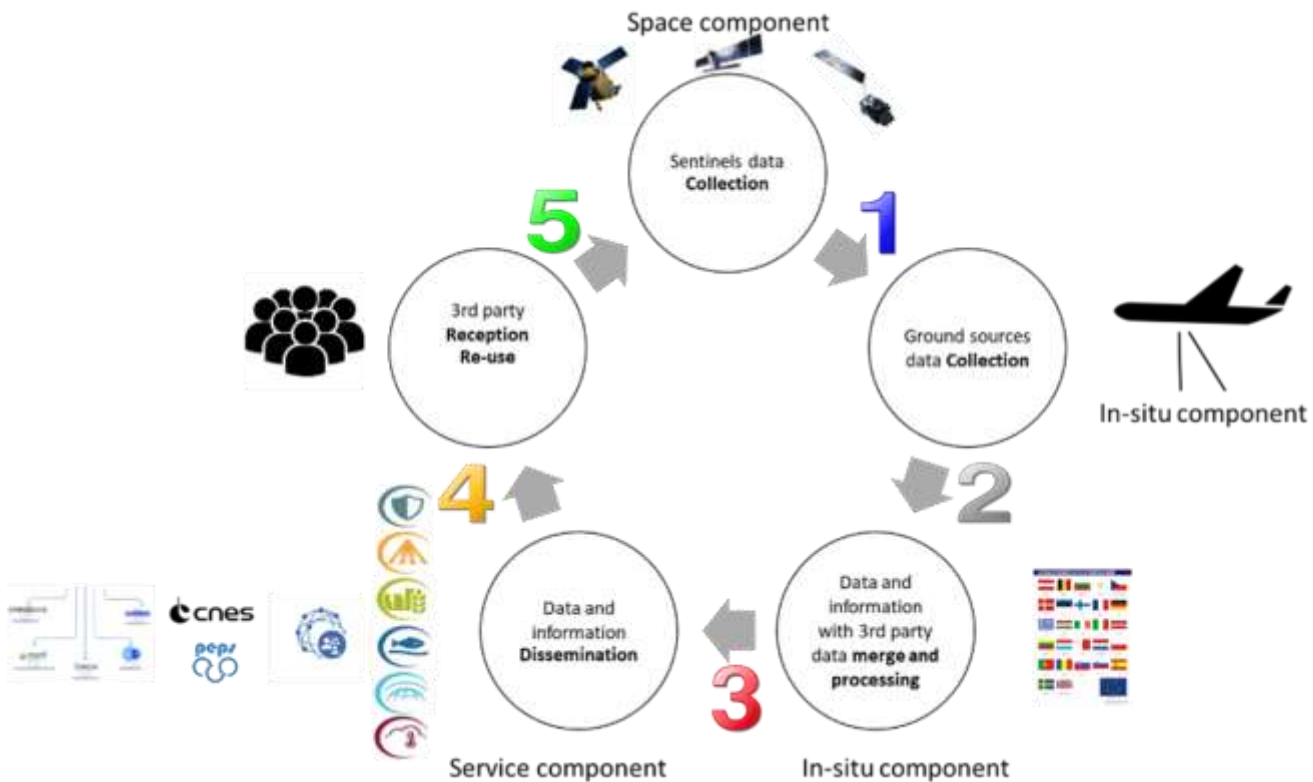 Space component
Sentinels data
Collection
1
Ground sources
data Collection
In-situ component
2
Data and
information
with 3rd party
data merge and
processing
In-situ component
3
Data and
information
Dissemination
Service component
4
cnes
peps
3rd party
Reception
Re-use
5